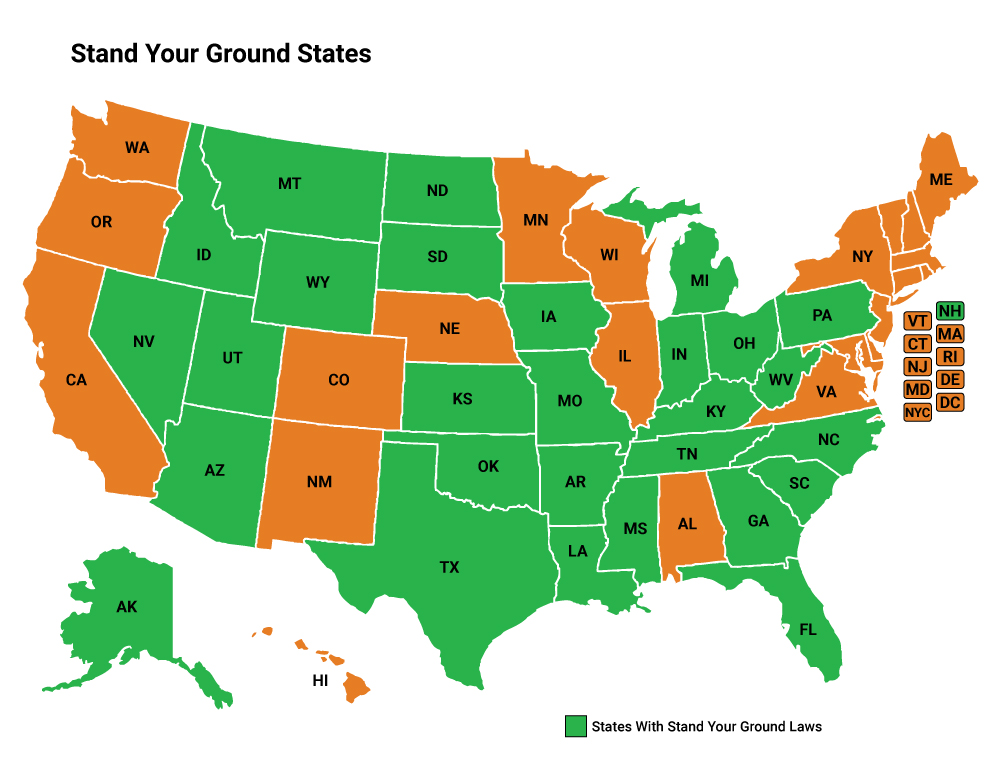 Stand Your Ground States
WA
MT
ND
ME
OR
MN
NY
ID
SD
WI
MI
WY
NH
IA
PA
VT
NE
MA
NV
OH
CT
UT
IL
IN
RI
NJ
CA
CO
WV
DE
VA
MD
KS
MO
DC
KY
NYC
NC
TN
AZ
OK
NM
AR
SC
GA
AL
MS
LA
TX
AK
FL
HI
States With Stand Your Ground Laws